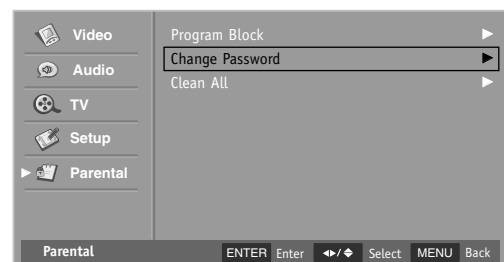 Video
Audio
TV
Setup
Parental
Program Block
Change Password
Clean All
Parental ENTER Enter Select MENU Back